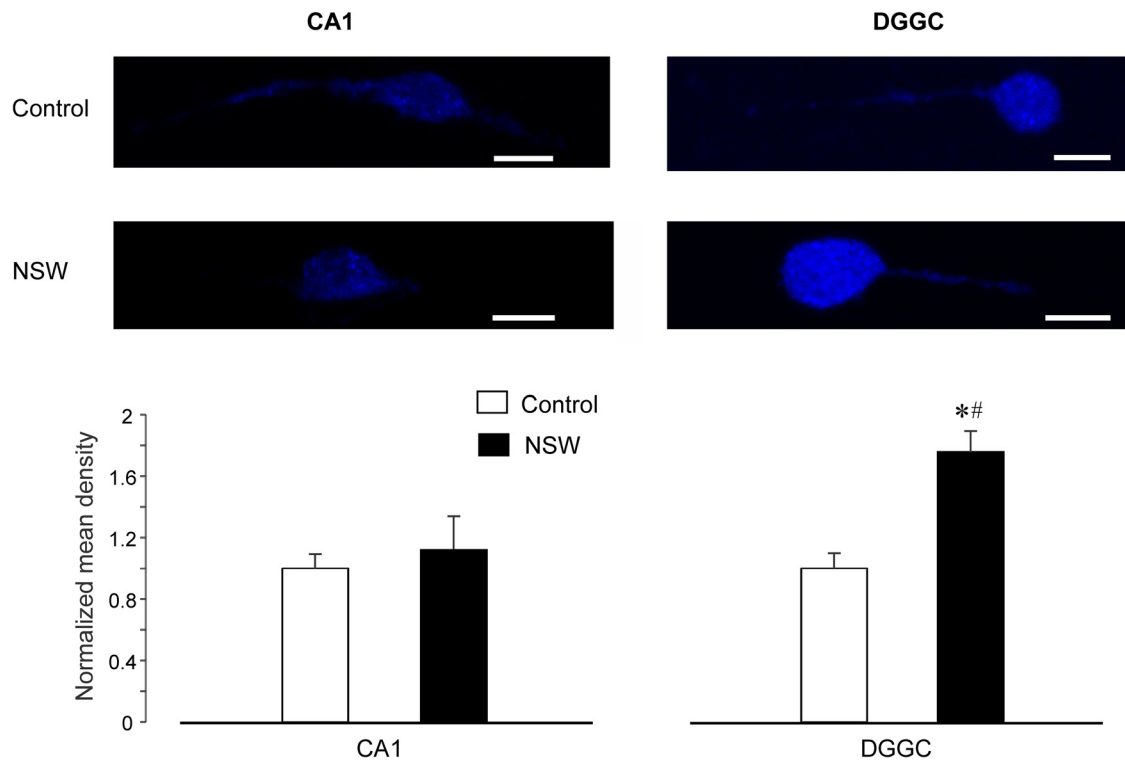 CA1 DGGC
Control
NSW
Control
NSW
*#
Normalized mean density
2
1.6
1.2
0.8
0.4
0
CA1 DGGC